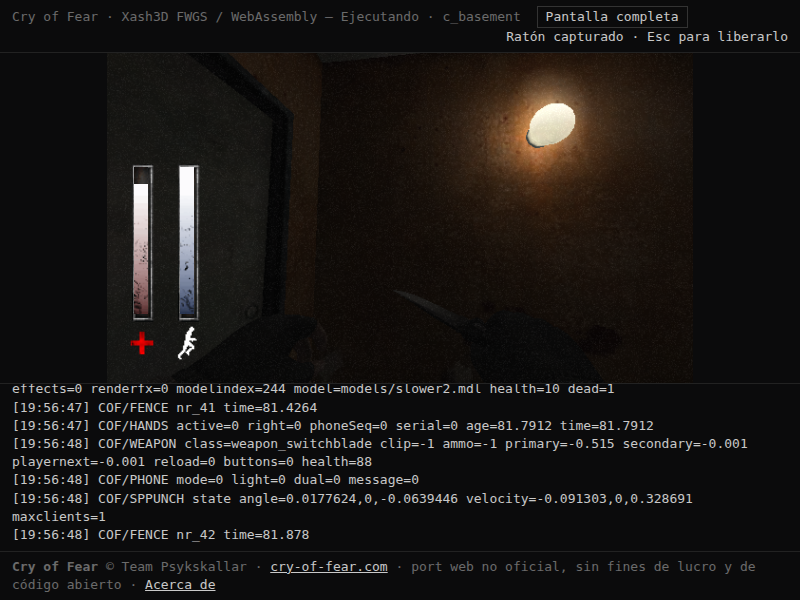 Cry of Fear · Xash3D FWGS / WebAssembly — Ejecutando · c_basement
Pantalla completa
Ratón capturado · Esc para liberarlo
effects=0 renderfx=0 modelindex=244 model=models/slower2.mdl health=10 dead=1
[19:56:47] COF/FENCE nr_41 time=81.4264
[19:56:47] COF/HANDS active=0 right=0 phoneSeq=0 serial=0 age=81.7912 time=81.7912
[19:56:48] COF/WEAPON class=weapon_switchblade clip=-1 ammo=-1 primary=-0.515 secondary=-0.001
playernext=-0.001 reload=0 buttons=0 health=88
[19:56:48] COF/PHONE mode=0 light=0 dual=0 message=0
[19:56:48] COF/SPPUNCH state angle=0.0177624,0,-0.0639446 velocity=-0.091303,0,0.328691
maxclients=1
[19:56:48] COF/FENCE nr_42 time=81.878
Cry of Fear © Team Psykskallar · cry-of-fear.com · port web no oficial, sin fines de lucro y de
código abierto · Acerca de